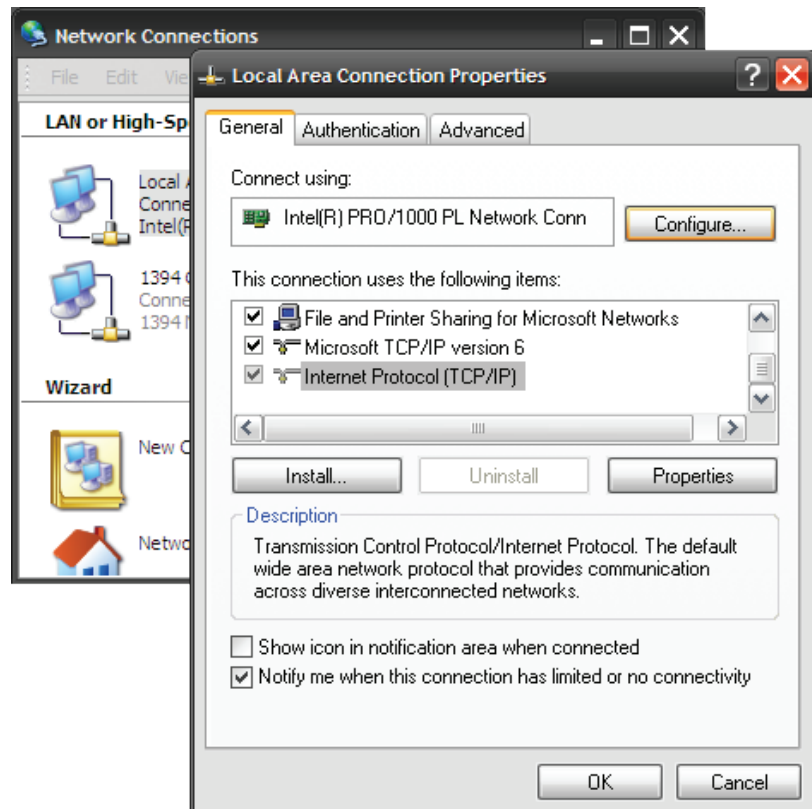 Network Connections
File Edit Vie
LAN or High-Sp
Local A
Conne
Intel(R
1394 C
Conne
1394 N
Wizard
New C
Netwo
Local Area Connection Properties
General Authentication Advanced
Connect using:
Intel(R) PRO/1000 PL Network Conn Configure...
This connection uses the following items:
File and Printer Sharing for Microsoft Networks
Microsoft TCP/IP version 6
Internet Protocol (TCP/IP)
Install... Uninstall Properties
Description
Transmission Control Protocol/Internet Protocol. The default
wide area network protocol that provides communication
across diverse interconnected networks.
Show icon in notification area when connected
Notify me when this connection has limited or no connectivity
OK Cancel